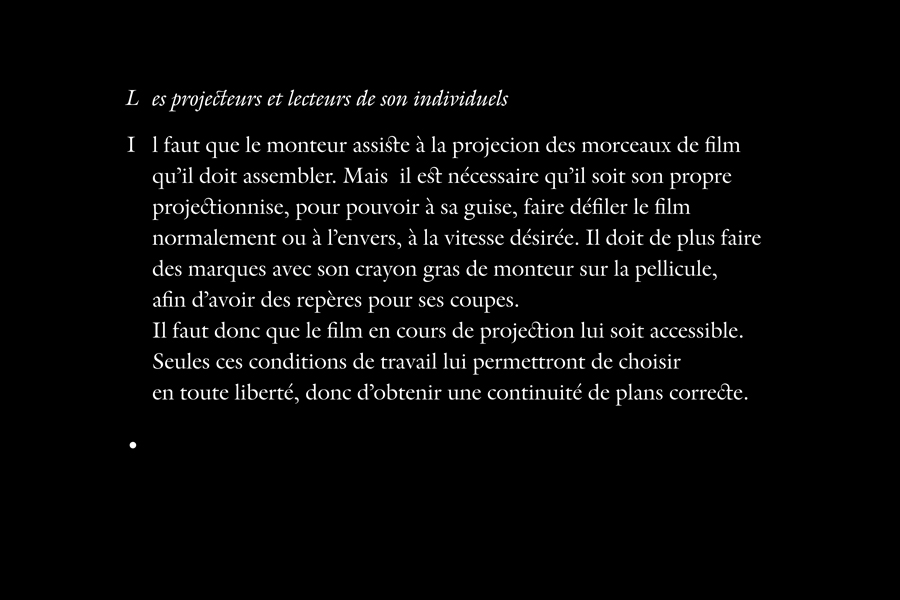 Les projecteurs et lecteurs de son individuels
Il faut que le monteur assiste à la projecion des morceaux de film
qu’il doit assembler. Mais  il est nécessaire qu’il soit son propre
projectionnise, pour pouvoir à sa guise, faire défiler le film
normalement ou à l’envers, à la vitesse désirée. Il doit de plus faire
des marques avec son crayon gras de monteur sur la pellicule,
afin d’avoir des repères pour ses coupes.
Il faut donc que le film en cours de projection lui soit accessible.
Seules ces conditions de travail lui permettront de choisir
en toute liberté, donc d’obtenir une continuité de plans correcte.
•